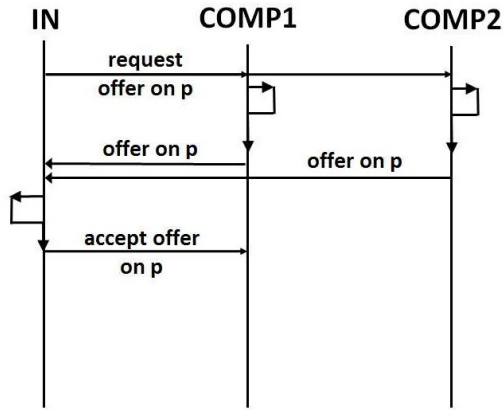 IN COMP1 COMP2
request
offer on p
offer on p
offer on p
accept offer
on p